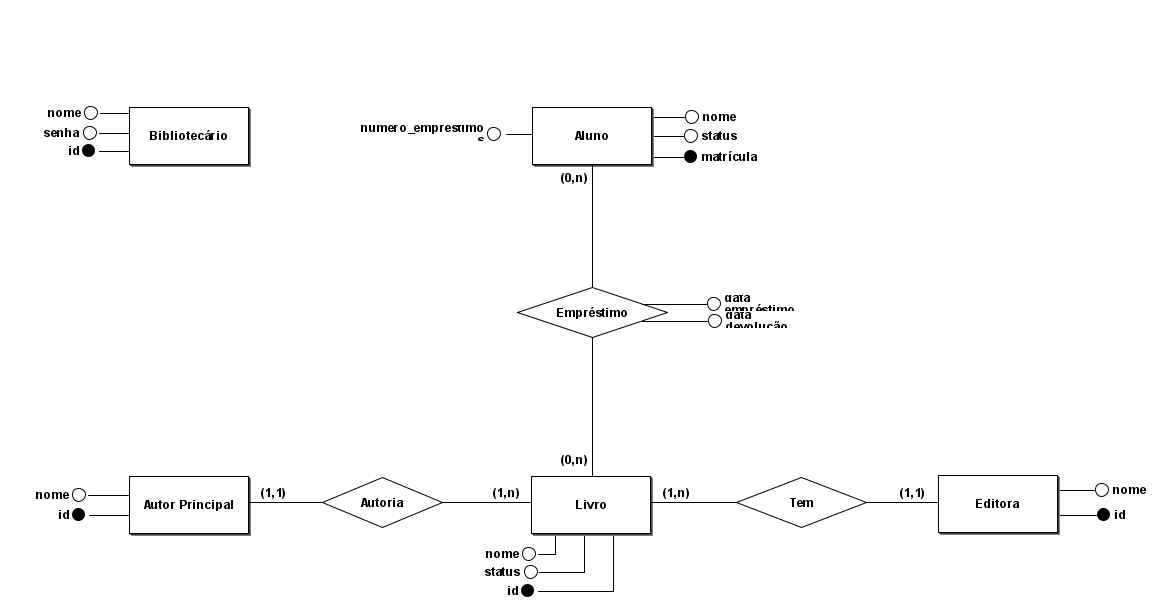 nome
senha
id
Bibliotecário
numero_emprestimo
s
Aluno
nome
status
matrícula
(0,n)
Empréstimo
data
empréstimo
data
devolução
(0,n)
nome
id
Autor Principal
(1,1)
Autoria
(1,n)
Livro
(1,n)
Tem
(1,1)
Editora
nome
id
nome
status
id